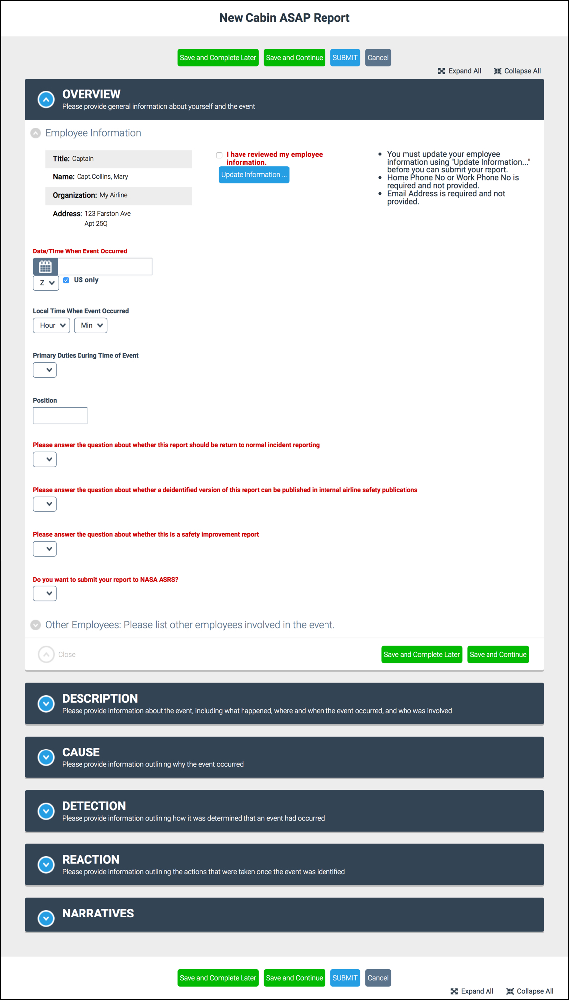 New Cabin ASAP Report
Save and Complete Later Save and Continue SUBMIT Cancel
Expand All Collapse All
OVERVIEW
Please provide general information about yourself and the event
Employee Information
Title: Captain
Name: Capt.Collins, Mary
Organization: My Airline
Address: 123 Farston Ave
Apt 25Q
I have reviewed my employee
information.
Update Information ...
• You must update your employee
information using "Update Information..."
before you can submit your report.
• Home Phone No or Work Phone No is
required and not provided.
• Email Address is required and not
provided.
Date/Time When Event Occurred
Z US only
Local Time When Event Occurred
Hour Min
Primary Duties During Time of Event
Position
Please answer the question about whether this report should be return to normal incident reporting
Please answer the question about whether a deidentified version of this report can be published in internal airline safety publications
Please answer the question about whether this is a safety improvement report
Do you want to submit your report to NASA ASRS?
Other Employees: Please list other employees involved in the event.
Close Save and Complete Later Save and Continue
DESCRIPTION
Please provide information about the event, including what happened, where and when the event occurred, and who was involved
CAUSE
Please provide information outlining why the event occurred
DETECTION
Please provide information outlining how it was determined that an event had occurred
REACTION
Please provide information outlining the actions that were taken once the event was identified
NARRATIVES
Save and Complete Later Save and Continue SUBMIT Cancel
Expand All Collapse All